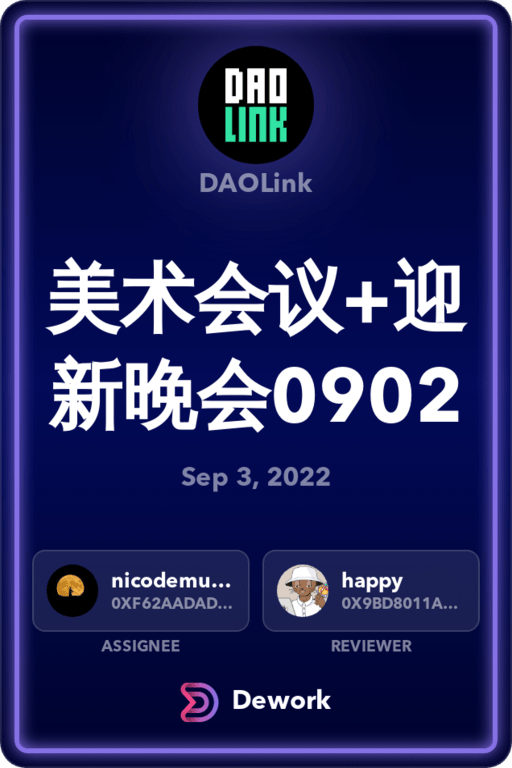 DAO
LINK
DAOLink
美术会议+迎
新晚会0902
Sep 3, 2022
nicodemu...
0XF62AADAD...
ASSIGNEE
happy
0X9BD8011A...
REVIEWER
Dework